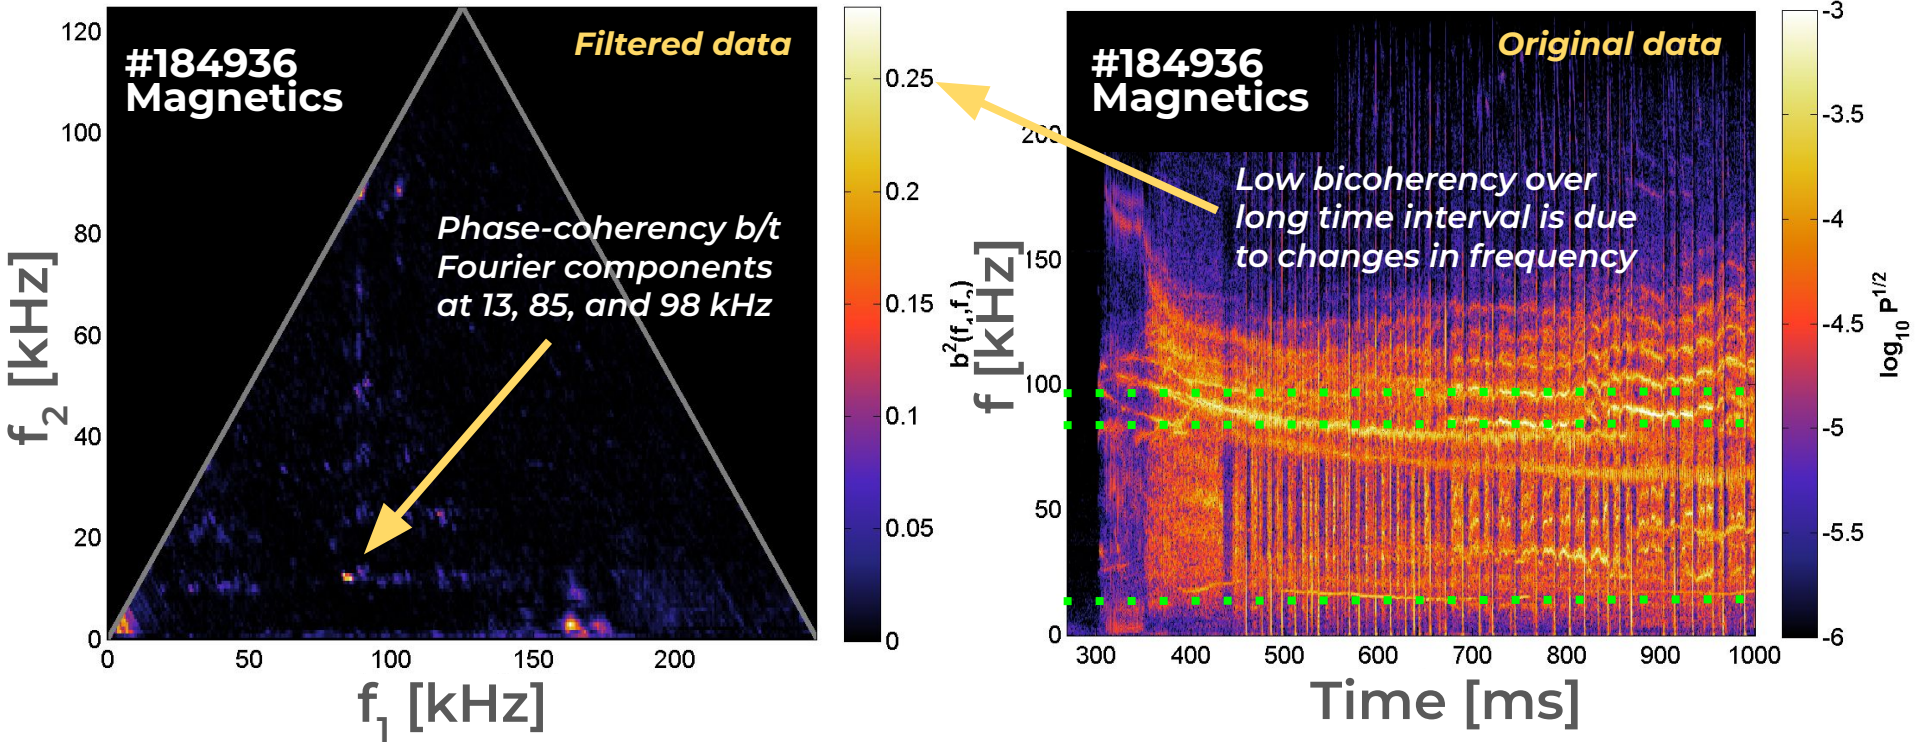 #184936
Magnetics
Filtered data
Phase-coherency b/t
Fourier components
at 13, 85, and 98 kHz
120
100
80
60
40
20
0
f2 [kHz]
0
50
100
150
200
f1 [kHz]
0.25
0.2
0.15
0.1
0.05
0
b²(f₁,f₂)
#184936
Magnetics
Original data
Low bicoherency over
long time interval is due
to changes in frequency
200
150
100
50
0
f [kHz]
300
400
500
600
700
800
900
1000
Time [ms]
-3
-3.5
-4
-4.5
-5
-5.5
-6
log₁₀ P^1/2